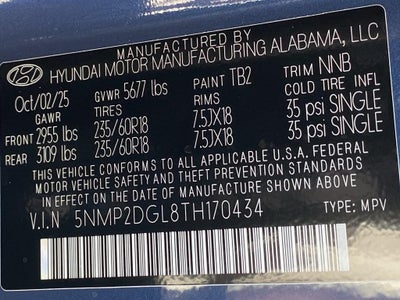 MANUFACTURED BY
HYUNDAI MOTOR MANUFACTURING ALABAMA, LLC
Oct/02/25 GVWR 5677 lbs PAINT TB2 TRIM NNB
GAWR TIRES RIMS COLD TIRE INFL
FRONT 2955 lbs 235/60R18 7.5JX18 35 psi SINGLE
REAR 3109 lbs 235/60R18 7.5JX18 35 psi SINGLE
THIS VEHICLE CONFORMS TO ALL APPLICABLE U.S.A. FEDERAL
MOTOR VEHICLE SAFETY AND THEFT PREVENTION STANDARDS
IN EFFECT ON THE DATE OF MANUFACTURE SHOWN ABOVE.
V.I.N 5NMP2DGL8TH170434 TYPE: MPV